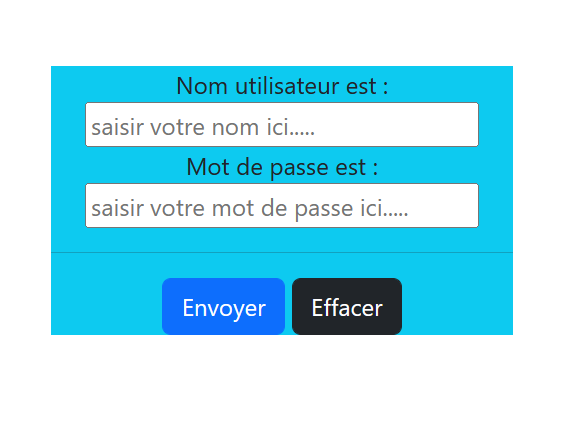 Nom utilisateur est :
saisir votre nom ici.....
Mot de passe est :
saisir votre mot de passe ici.....
Envoyer Effacer